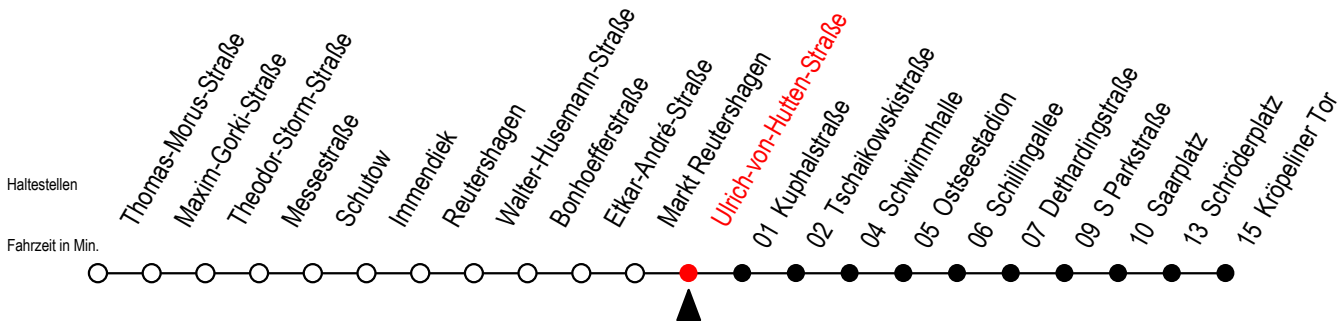 Haltestellen
Fahrzeit in Min.
Thomas-Morus-Straße
Maxim-Gorki-Straße
Theodor-Storm-Straße
Messestraße
Schutow
Immendiek
Reutershagen
Walter-Husemann-Straße
Bonhoefferstraße
Etkar-André-Straße
Markt Reutershagen
Ulrich-von-Hutten-Straße
01 Kuphalstraße
02 Tschaikowskistraße
04 Schwimmhalle
05 Ostseestadion
06 Schillingallee
07 Dethardingstraße
09 S Parkstraße
10 Saarplatz
13 Schröderplatz
15 Kröpeliner Tor